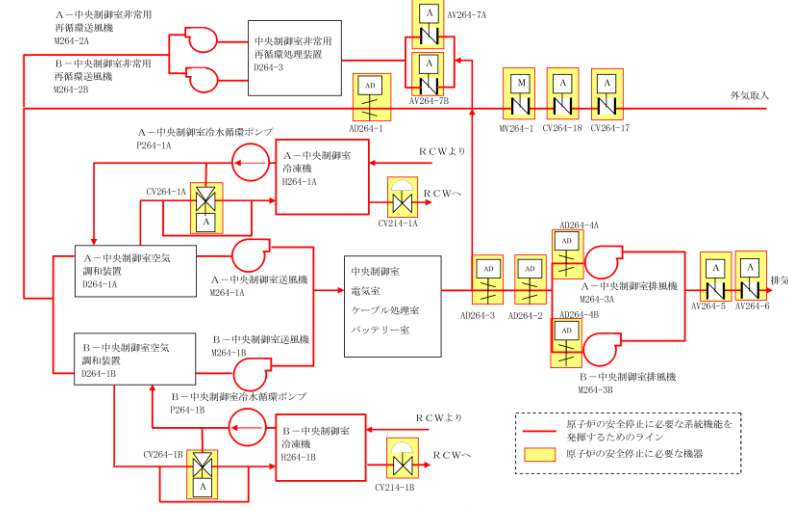 A－中央制御室非常用
再循環送風機
M264-2A
B－中央制御室非常用
再循環送風機
M264-2B
中央制御室非常用
再循環処理装置
D264-3
A
AV264-7A
A
AV264-7B
AD
AD264-1
M
MV264-1
A
CV264-18
A
CV264-17
外気取入
A－中央制御室冷水循環ポンプ
P264-1A
A－中央制御室
冷凍機
H264-1A
RCWより
RCWへ
CV214-1A
CV264-1A
A
A－中央制御室空気
調和装置
D264-1A
A－中央制御室送風機
M264-1A
中央制御室
電気室
ケーブル処理室
バッテリー室
AD
AD264-3
AD
AD264-2
AD264-4A
AD
A－中央制御室排風機
M264-3A
AD264-4B
AD
B－中央制御室排風機
M264-3B
A
AV264-5
A
AV264-6
排気
B－中央制御室空気
調和装置
D264-1B
B－中央制御室送風機
M264-1B
B－中央制御室冷水循環ポンプ
P264-1B
B－中央制御室
冷凍機
H264-1B
RCWより
RCWへ
CV214-1B
CV264-1B
A
原子炉の安全停止に必要な系統機能を
発揮するためのライン
原子炉の安全停止に必要な機器